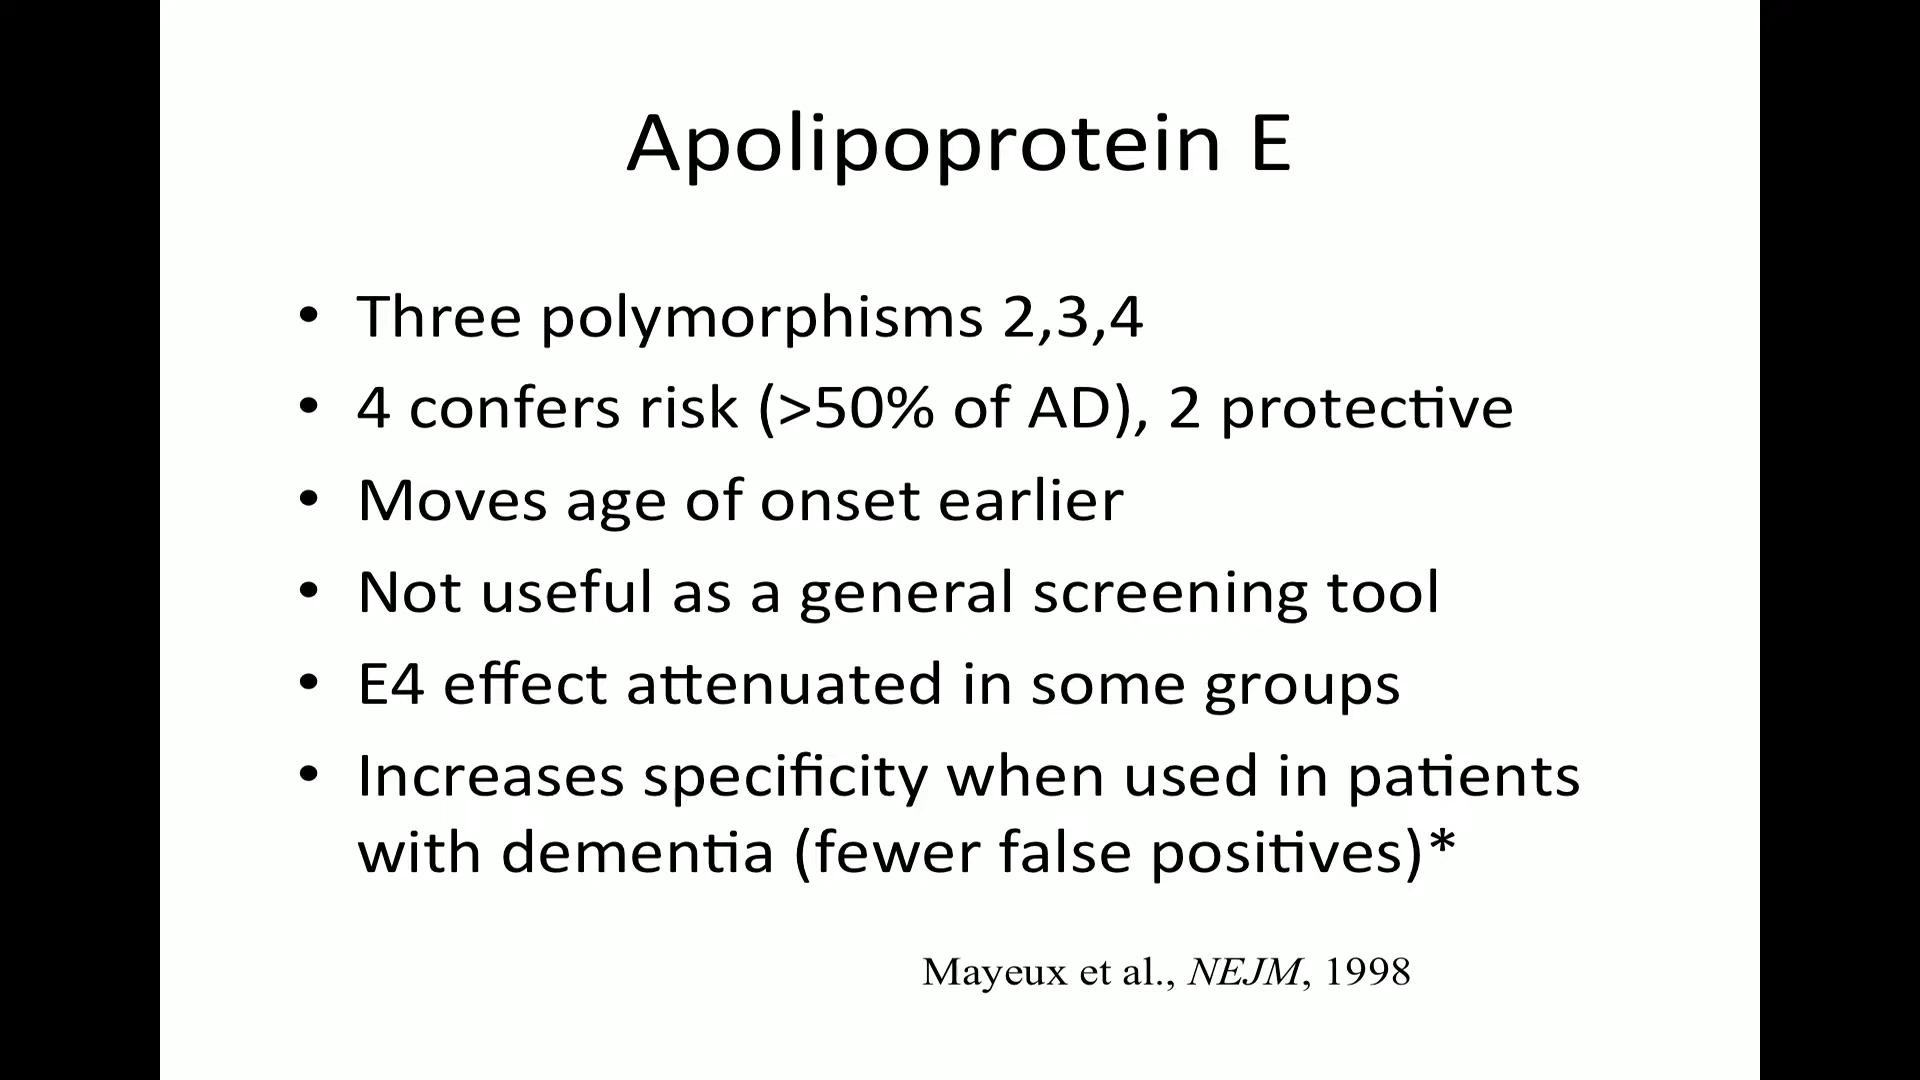 Apolipoprotein E
• Three polymorphisms 2,3,4
• 4 confers risk (>50% of AD), 2 protective
• Moves age of onset earlier
• Not useful as a general screening tool
• E4 effect attenuated in some groups
• Increases specificity when used in patients
with dementia (fewer false positives)*
Mayeux et al., NEJM, 1998